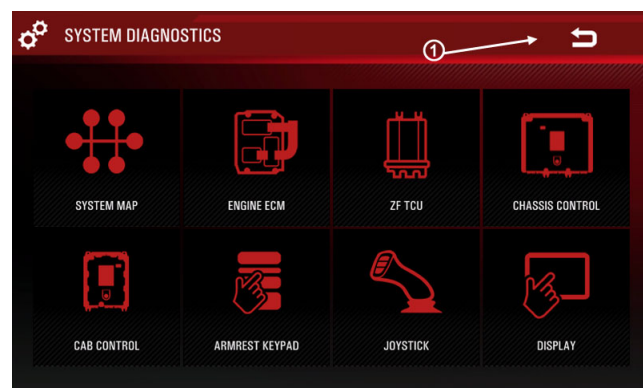 SYSTEM DIAGNOSTICS
1
SYSTEM MAP
ENGINE ECM
ZF TCU
CHASSIS CONTROL
CAB CONTROL
ARMREST KEYPAD
JOYSTICK
DISPLAY